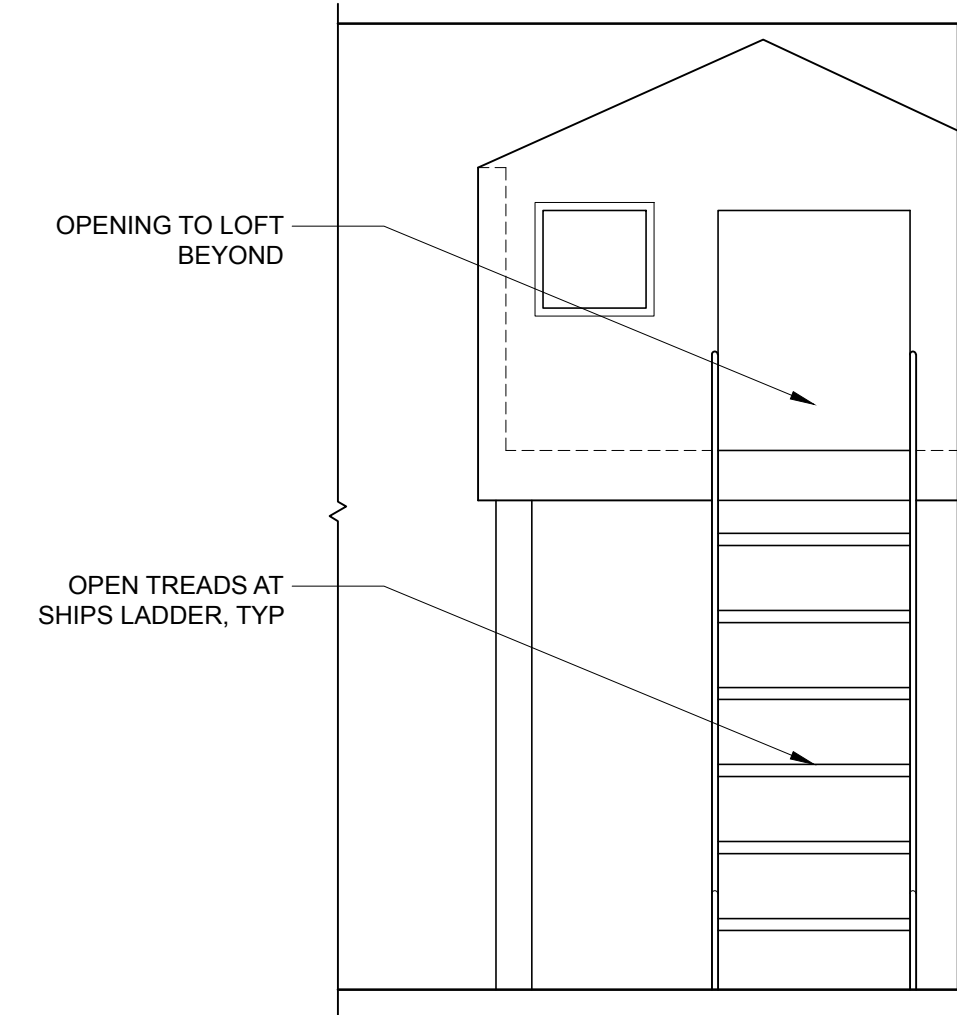 OPENING TO LOFT
BEYOND
OPEN TREADS AT
SHIPS LADDER, TYP